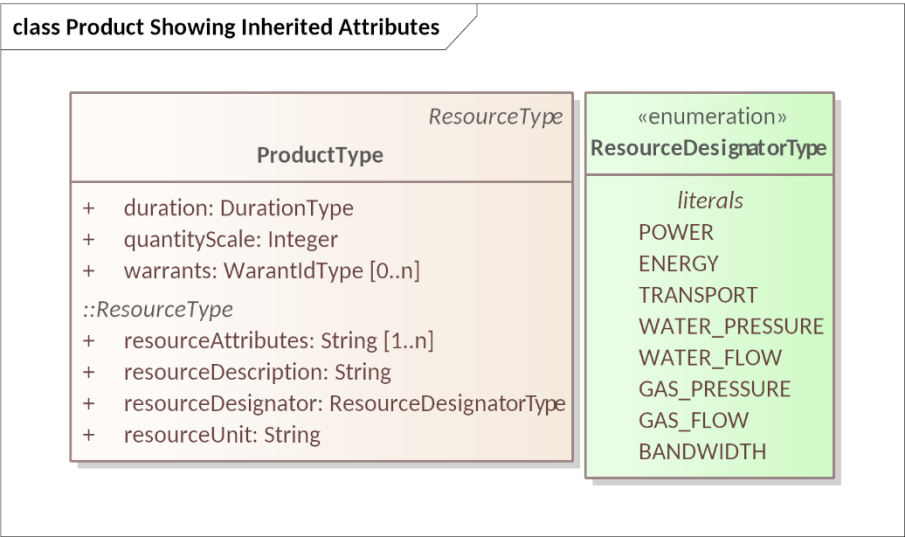 class Product Showing Inherited Attributes
ResourceType
ProductType
+ duration: DurationType
+ quantityScale: Integer
+ warrants: WarantIdType [0..n]
::ResourceType
+ resourceAttributes: String [1..n]
+ resourceDescription: String
+ resourceDesignator: ResourceDesignatorType
+ resourceUnit: String
«enumeration»
ResourceDesignatorType
literals
POWER
ENERGY
TRANSPORT
WATER_PRESSURE
WATER_FLOW
GAS_PRESSURE
GAS_FLOW
BANDWIDTH